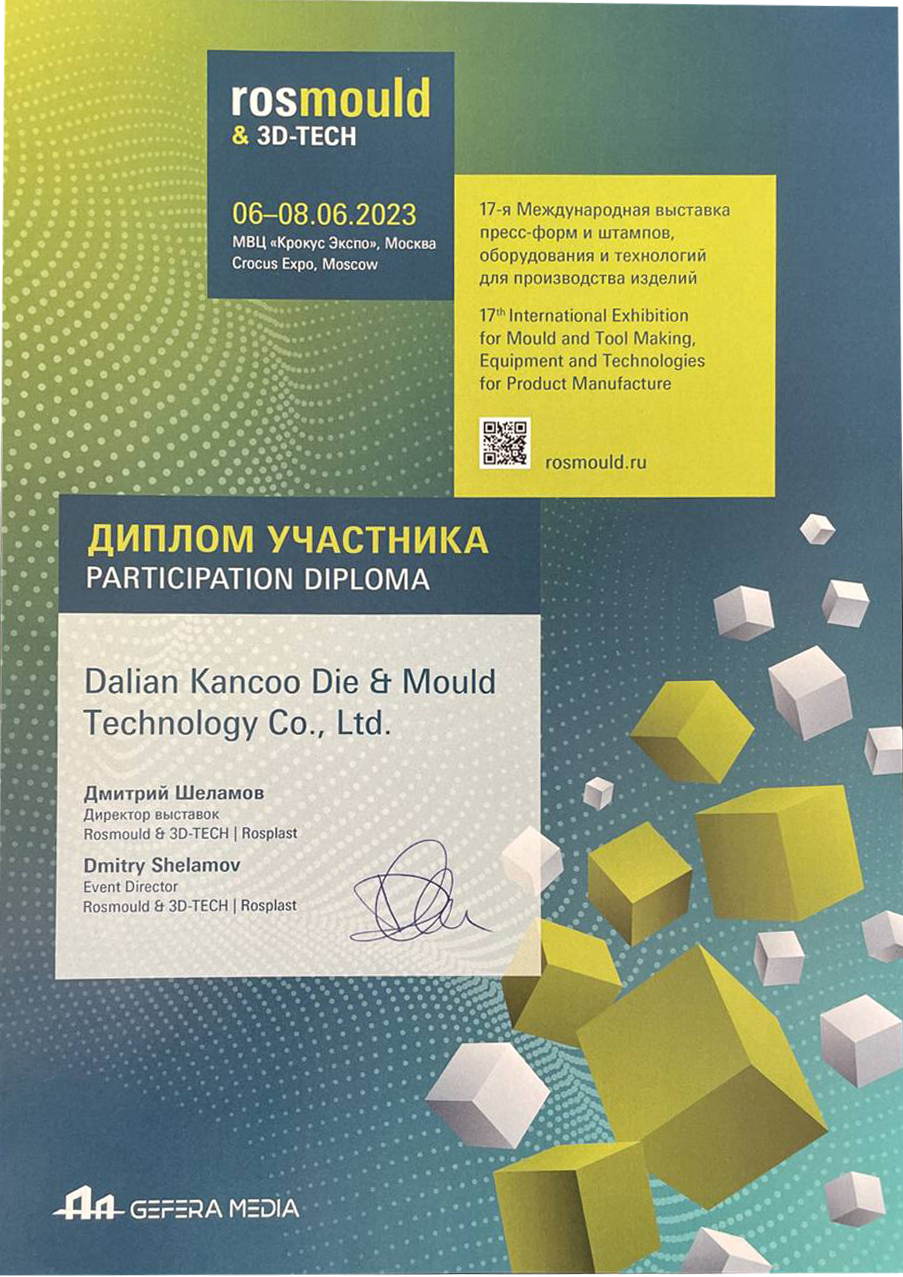 rosmould
& 3D-TECH
06–08.06.2023
МВЦ «Крокус Экспо», Москва
Crocus Expo, Moscow
17-я Международная выставка
пресс-форм и штампов,
оборудования и технологий
для производства изделий
17th International Exhibition
for Mould and Tool Making,
Equipment and Technologies
for Product Manufacture
rosmould.ru
ДИПЛОМ УЧАСТНИКА
PARTICIPATION DIPLOMA
Dalian Kancoo Die & Mould
Technology Co., Ltd.
Дмитрий Шеламов
Директор выставок
Rosmould & 3D-TECH | Rosplast
Dmitry Shelamov
Event Director
Rosmould & 3D-TECH | Rosplast
GEFERA MEDIA